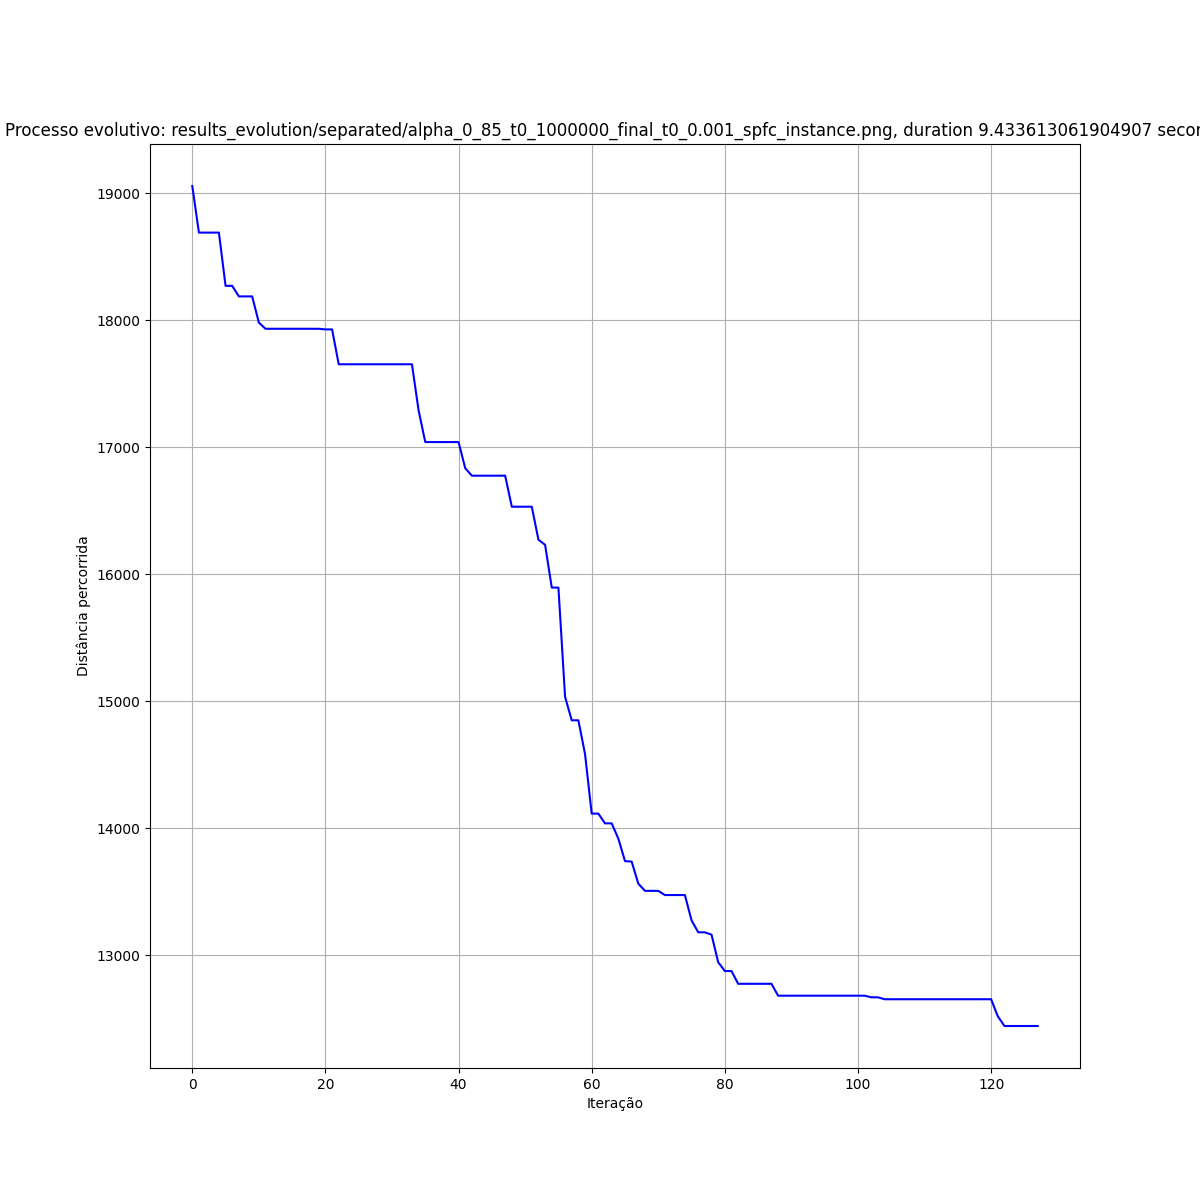 Processo evolutivo: results_evolution/separated/alpha_0_85_t0_1000000_final_t0_0.001_spfc_instance.png, duration 9.433613061904907
19000
18000
17000
16000
15000
14000
13000
Distância percorrida
0 20 40 60 80 100 120
Iteração